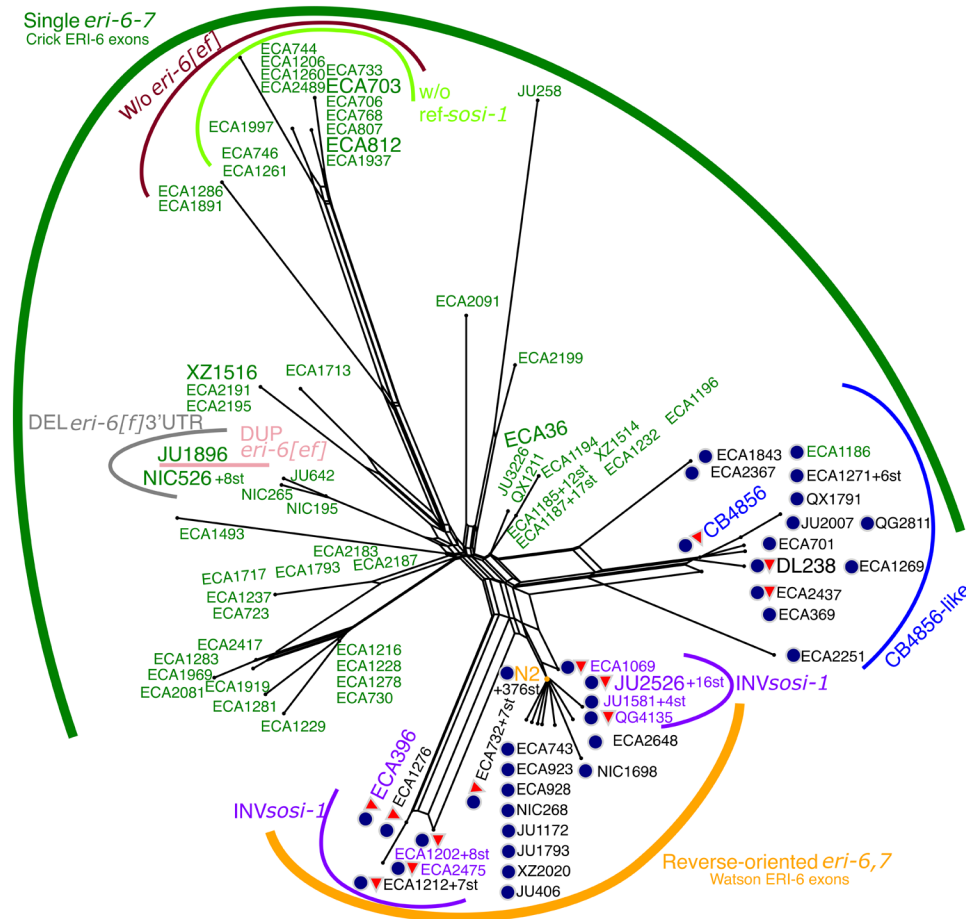 Single eri-6-7
Crick ERI-6 exons
W/o eri-6[ef]
w/o
ref-sosi-1
ECA744
ECA1206
ECA1260
ECA2489
ECA733
ECA703
ECA706
ECA768
ECA807
ECA812
ECA1937
JU258
ECA1997
ECA746
ECA1261
ECA1286
ECA1891
ECA2091
ECA2199
XZ1516
ECA2191
ECA2195
ECA1713
DEL eri-6[f]3'UTR
DUP
eri-6[ef]
JU1896
NIC526 +8st
JU642
NIC265
NIC195
ECA1493
ECA36
JU3226
QX1211
ECA1194
XZ1514
ECA1196
ECA1185+12st
ECA1232
ECA1187+17st
ECA1843
ECA2367
ECA1186
ECA1271+6st
QX1791
CB4856
JU2007
QG2811
ECA701
DL238
ECA1269
ECA2437
ECA369
ECA2251
CB4856-like
ECA2183
ECA1717
ECA1793
ECA2187
ECA1237
ECA723
ECA2417
ECA1283
ECA1969
ECA2081
ECA1919
ECA1281
ECA1229
ECA1216
ECA1228
ECA1278
ECA730
N2
+376st
ECA1069
JU2526+16st
INVsosi-1
JU1581+4st
QG4135
ECA2648
NIC1698
ECA732+7st
ECA743
ECA923
ECA928
NIC268
JU1172
JU1793
XZ2020
JU406
ECA396
ECA1276
INVsosi-1
ECA1202+8st
ECA2475
ECA1212+7st
Reverse-oriented eri-6,7
Watson ERI-6 exons